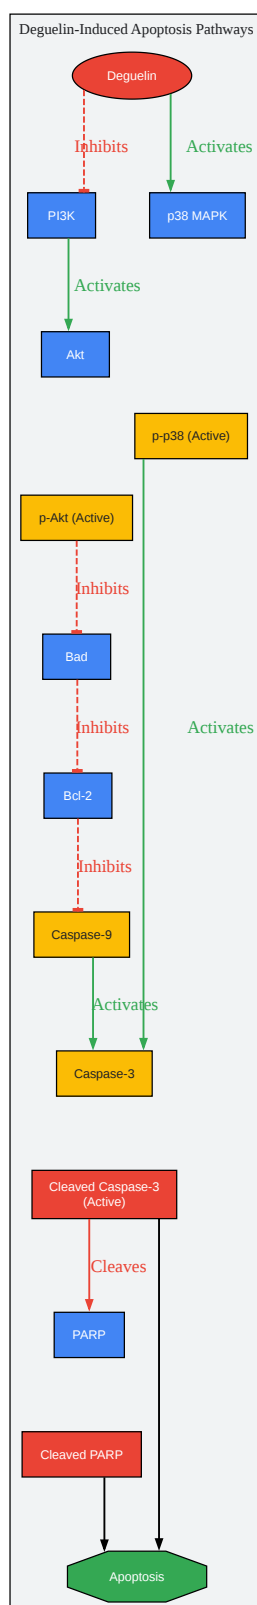 Deguelin-Induced Apoptosis Pathways
Deguelin
Inhibits
Activates
PI3K
p38 MAPK
Activates
Akt
p-p38 (Active)
p-Akt (Active)
Inhibits
Bad
Inhibits
Activates
Bcl-2
Inhibits
Caspase-9
Activates
Caspase-3
Cleaved Caspase-3
(Active)
Cleaves
PARP
Cleaved PARP
Apoptosis